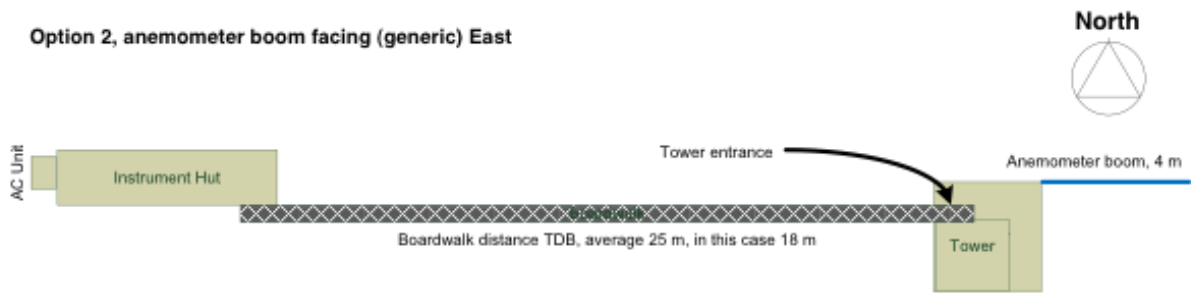 North
Option 2, anemometer boom facing (generic) East
AC Unit
Instrument Hut
Tower entrance
Anemometer boom, 4 m
Boardwalk
Boardwalk distance TDB, average 25 m, in this case 18 m
Tower